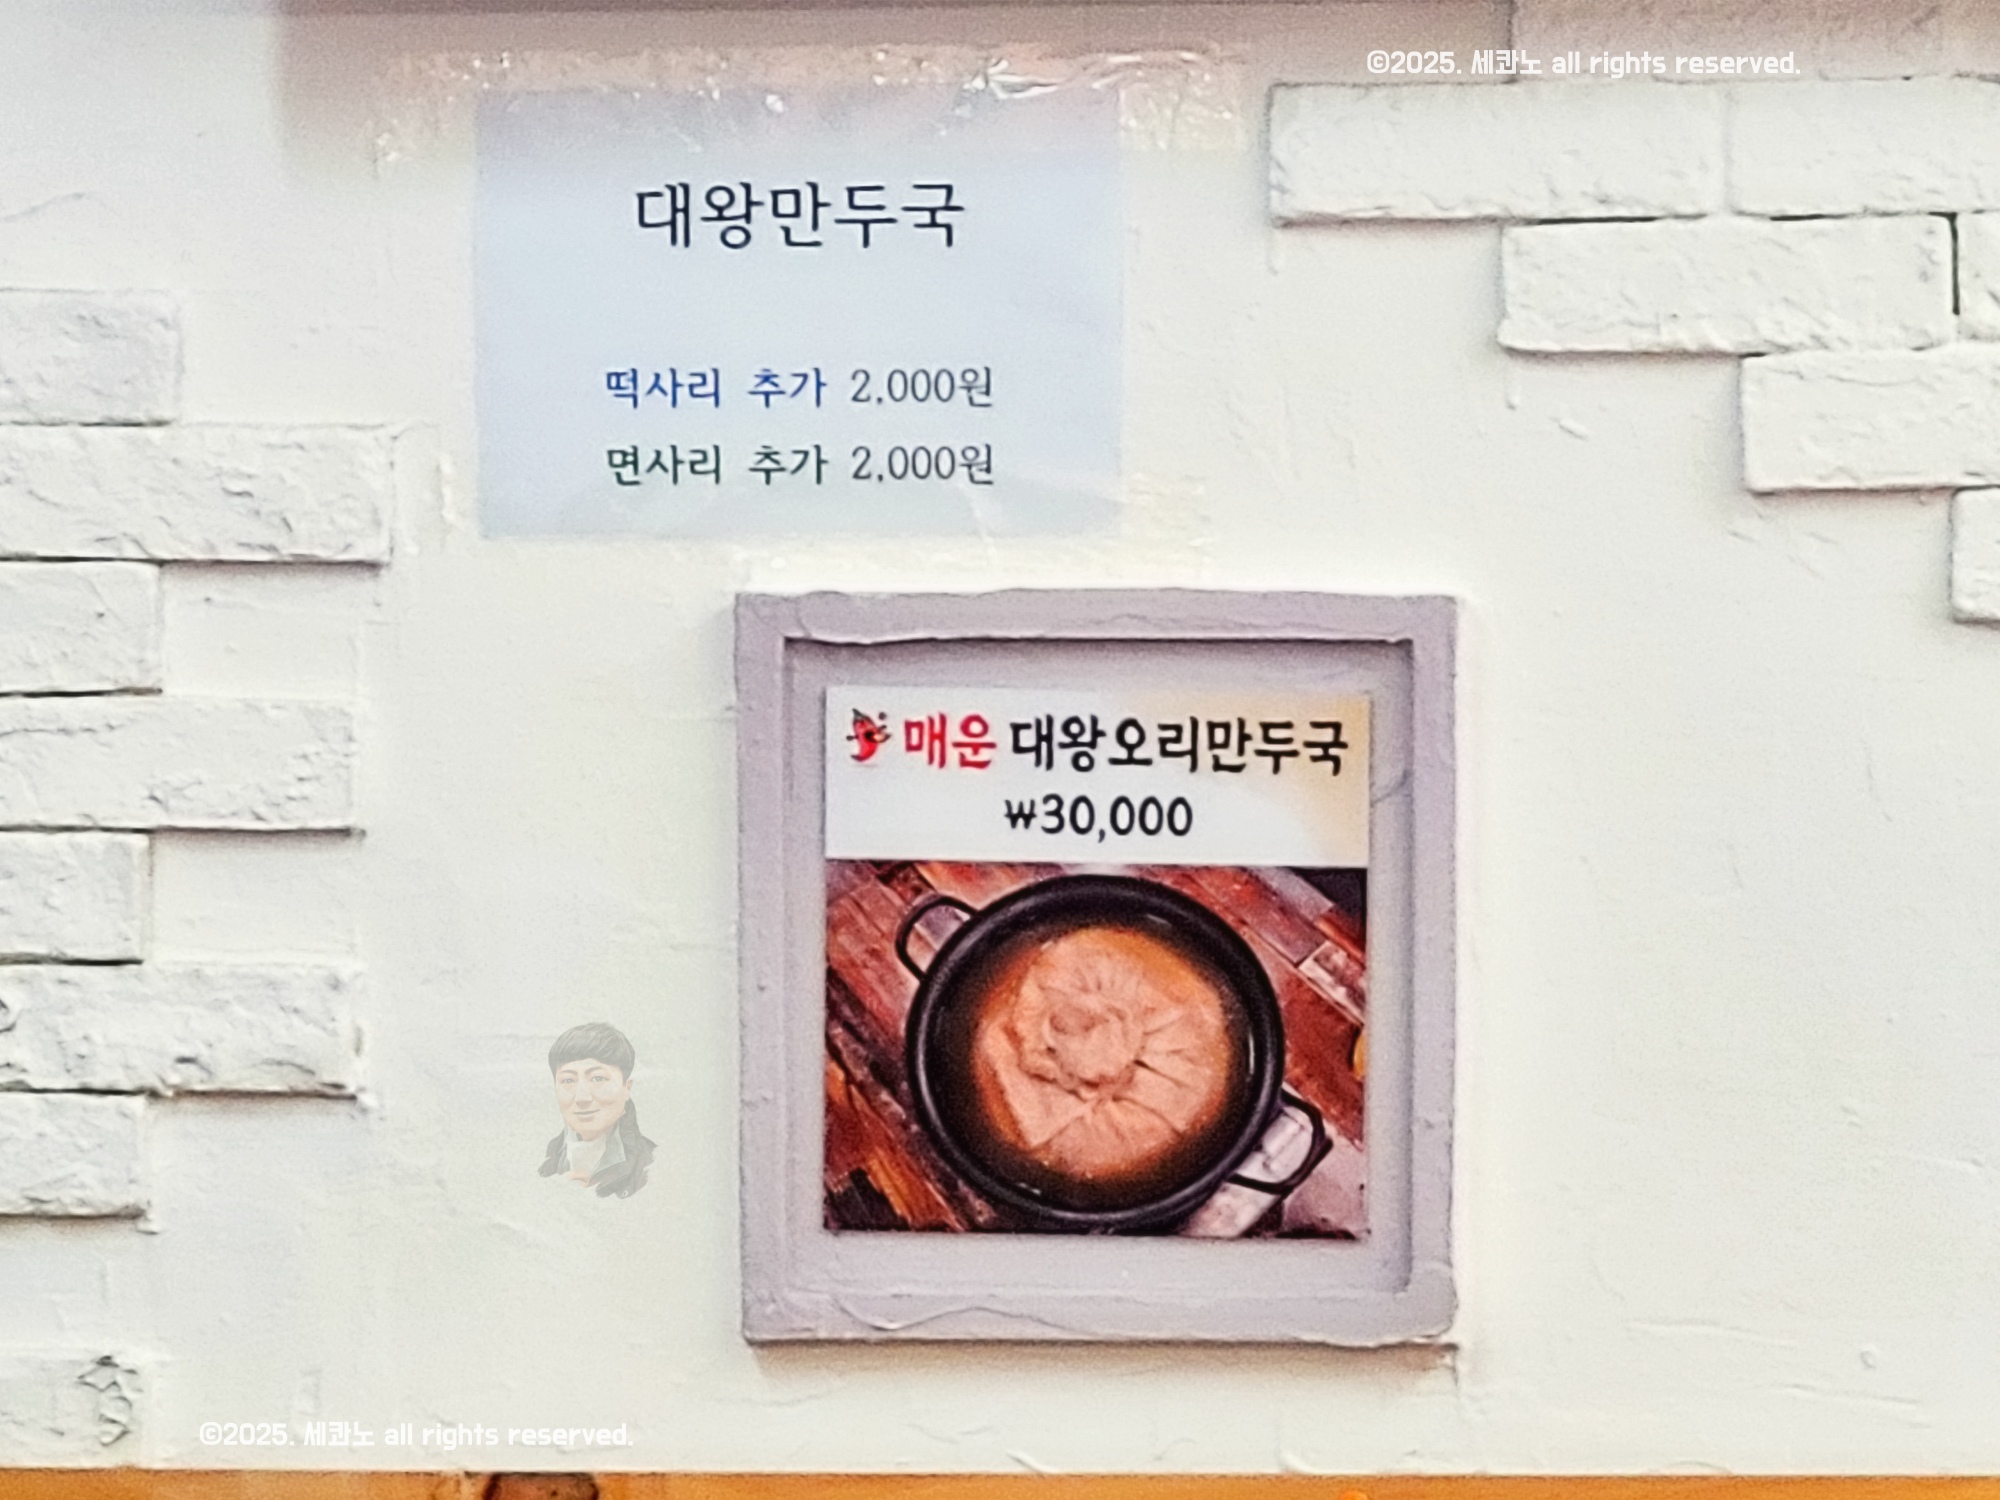 ©2025. 세콴노 all rights reserved.
대왕만두국
떡사리 추가 2,000원
면사리 추가 2,000원
매운 대왕오리만두국
₩30,000
©2025. 세콴노 all rights reserved.